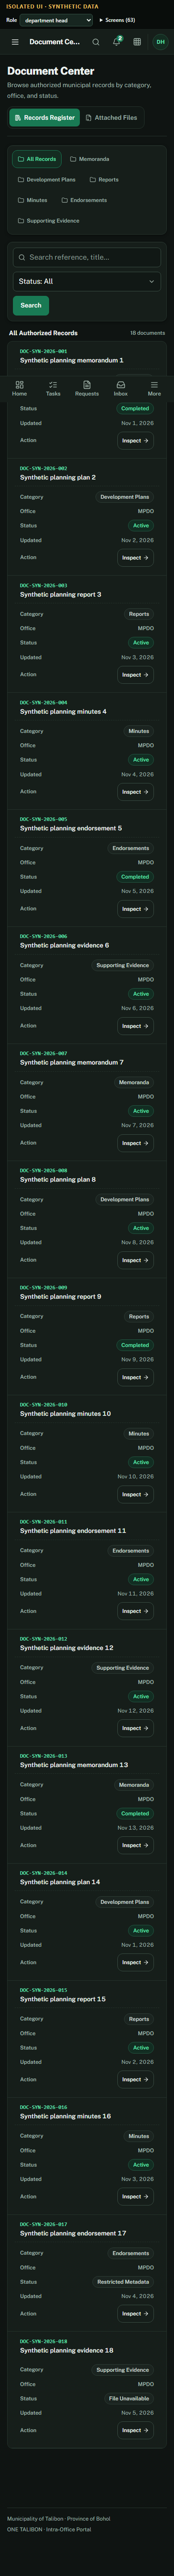 ISOLATED UI · SYNTHETIC DATA
Role department head Screens (63)
Document Ce... 2 DH
Document Center
Browse authorized municipal records by category,
office, and status.
Records Register Attached Files
All Records Memoranda
Development Plans Reports
Minutes Endorsements
Supporting Evidence
Search reference, title...
Status: All
Search
All Authorized Records 18 documents
DOC-SYN-2026-001
Synthetic planning memorandum 1
Home Tasks Requests Inbox More
Status Completed
Updated Nov 1, 2026
Action Inspect
DOC-SYN-2026-002
Synthetic planning plan 2
Category Development Plans
Office MPDO
Status Active
Updated Nov 2, 2026
Action Inspect
DOC-SYN-2026-003
Synthetic planning report 3
Category Reports
Office MPDO
Status Active
Updated Nov 3, 2026
Action Inspect
DOC-SYN-2026-004
Synthetic planning minutes 4
Category Minutes
Office MPDO
Status Active
Updated Nov 4, 2026
Action Inspect
DOC-SYN-2026-005
Synthetic planning endorsement 5
Category Endorsements
Office MPDO
Status Completed
Updated Nov 5, 2026
Action Inspect
DOC-SYN-2026-006
Synthetic planning evidence 6
Category Supporting Evidence
Office MPDO
Status Active
Updated Nov 6, 2026
Action Inspect
DOC-SYN-2026-007
Synthetic planning memorandum 7
Category Memoranda
Office MPDO
Status Active
Updated Nov 7, 2026
Action Inspect
DOC-SYN-2026-008
Synthetic planning plan 8
Category Development Plans
Office MPDO
Status Active
Updated Nov 8, 2026
Action Inspect
DOC-SYN-2026-009
Synthetic planning report 9
Category Reports
Office MPDO
Status Completed
Updated Nov 9, 2026
Action Inspect
DOC-SYN-2026-010
Synthetic planning minutes 10
Category Minutes
Office MPDO
Status Active
Updated Nov 10, 2026
Action Inspect
DOC-SYN-2026-011
Synthetic planning endorsement 11
Category Endorsements
Office MPDO
Status Active
Updated Nov 11, 2026
Action Inspect
DOC-SYN-2026-012
Synthetic planning evidence 12
Category Supporting Evidence
Office MPDO
Status Active
Updated Nov 12, 2026
Action Inspect
DOC-SYN-2026-013
Synthetic planning memorandum 13
Category Memoranda
Office MPDO
Status Completed
Updated Nov 13, 2026
Action Inspect
DOC-SYN-2026-014
Synthetic planning plan 14
Category Development Plans
Office MPDO
Status Active
Updated Nov 1, 2026
Action Inspect
DOC-SYN-2026-015
Synthetic planning report 15
Category Reports
Office MPDO
Status Active
Updated Nov 2, 2026
Action Inspect
DOC-SYN-2026-016
Synthetic planning minutes 16
Category Minutes
Office MPDO
Status Active
Updated Nov 3, 2026
Action Inspect
DOC-SYN-2026-017
Synthetic planning endorsement 17
Category Endorsements
Office MPDO
Status Restricted Metadata
Updated Nov 4, 2026
Action Inspect
DOC-SYN-2026-018
Synthetic planning evidence 18
Category Supporting Evidence
Office MPDO
Status File Unavailable
Updated Nov 5, 2026
Action Inspect
Municipality of Talibon · Province of Bohol
ONE TALIBON · Intra-Office Portal